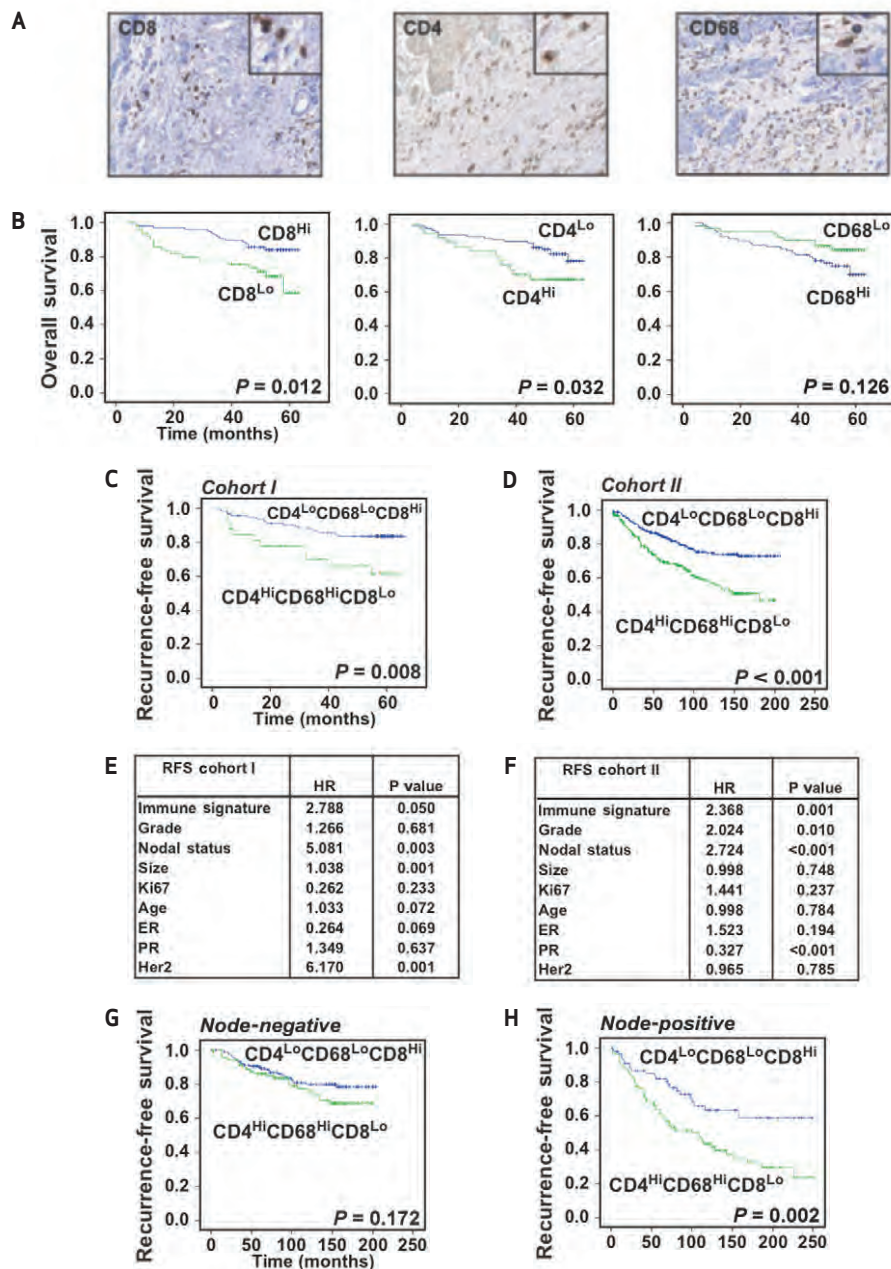 A
CD8
CD4
CD68
B
Overall survival
1.0
0.8
0.6
0.4
0.2
0.0
CD8Hi
CD8Lo
P = 0.012
0 20 40 60
Time (months)
1.0
0.8
0.6
0.4
0.2
0.0
CD4Lo
CD4Hi
P = 0.032
0 20 40 60
1.0
0.8
0.6
0.4
0.2
0.0
CD68Lo
CD68Hi
P = 0.126
0 20 40 60
C
Cohort I
Recurrence-free survival
1.0
0.8
0.6
0.4
0.2
0.0
CD4LoCD68LoCD8Hi
CD4HiCD68HiCD8Lo
P = 0.008
0 20 40 60
Time (months)
D
Cohort II
Recurrence-free survival
1.0
0.8
0.6
0.4
0.2
0.0
CD4LoCD68LoCD8Hi
CD4HiCD68HiCD8Lo
P < 0.001
0 50 100 150 200 250
E
RFS cohort I HR P value
Immune signature 2.788 0.050
Grade 1.266 0.681
Nodal status 5.081 0.003
Size 1.038 0.001
Ki67 0.262 0.233
Age 1.033 0.072
ER 0.264 0.069
PR 1.349 0.637
Her2 6.170 0.001
F
RFS cohort II HR P value
Immune signature 2.368 0.001
Grade 2.024 0.010
Nodal status 2.724 <0.001
Size 0.998 0.748
Ki67 1.441 0.237
Age 0.998 0.784
ER 1.523 0.194
PR 0.327 <0.001
Her2 0.965 0.785
G
Node-negative
Recurrence-free survival
1.0
0.8
0.6
0.4
0.2
0.0
CD4LoCD68LoCD8Hi
CD4HiCD68HiCD8Lo
P = 0.172
0 50 100 150 200 250
Time (months)
H
Node-positive
Recurrence-free survival
1.0
0.8
0.6
0.4
0.2
0.0
CD4LoCD68LoCD8Hi
CD4HiCD68HiCD8Lo
P = 0.002
0 50 100 150 200 250